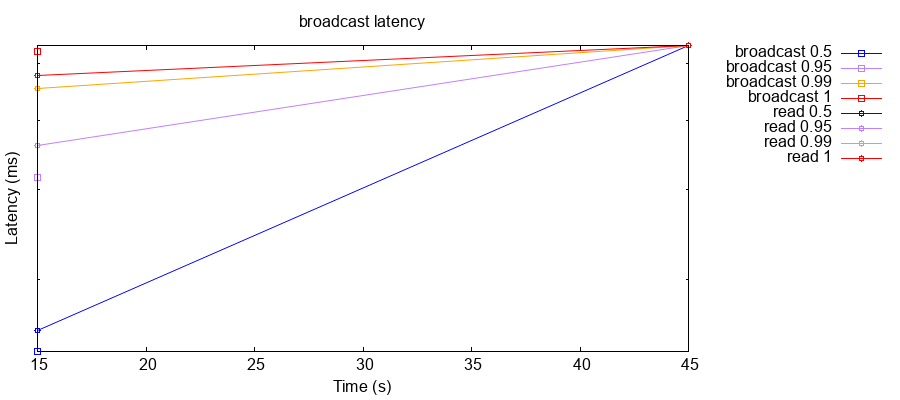 broadcast latency
broadcast 0.5
broadcast 0.95
broadcast 0.99
broadcast 1
read 0.5
read 0.95
read 0.99
read 1
Latency (ms)
15 20 25 30 35 40 45
Time (s)